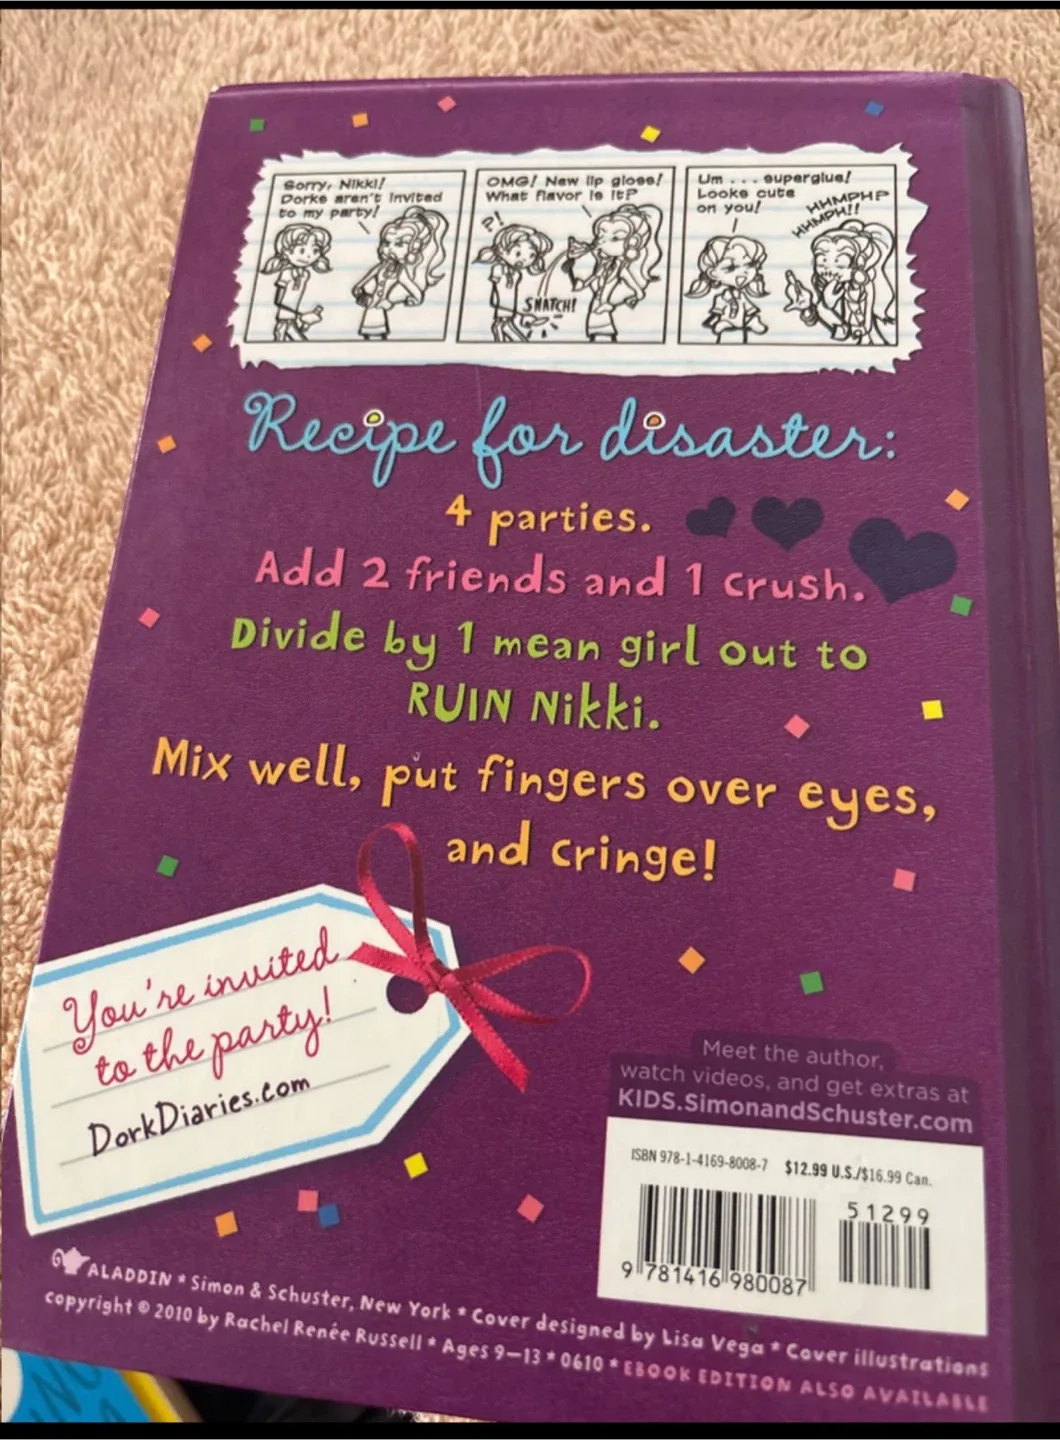 Sorry, Nikki!
Dorks aren't invited
to my party!
OMG! New lip gloss!
What flavor is it?
?!
SNATCH!
Um . . . superglue!
Looks cute
on you!
HHMPH?
HHMPH!!
Recipe for disaster:
4 parties.
Add 2 friends and 1 crush.
Divide by 1 mean girl out to
RUIN Nikki.
Mix well, put fingers over eyes,
and cringe!
You're invited
to the party!
DorkDiaries.com
Meet the author,
watch videos, and get extras at
KIDS.SimonandSchuster.com
ISBN 978-1-4169-8008-7 $12.99 U.S./$16.99 Can.
51299
9 781416 980087
ALADDIN * Simon & Schuster, New York * Cover designed by Lisa Vega * Cover illustrations
copyright © 2010 by Rachel Renée Russell * Ages 9–13 * 0610 * EBOOK EDITION ALSO AVAILABLE